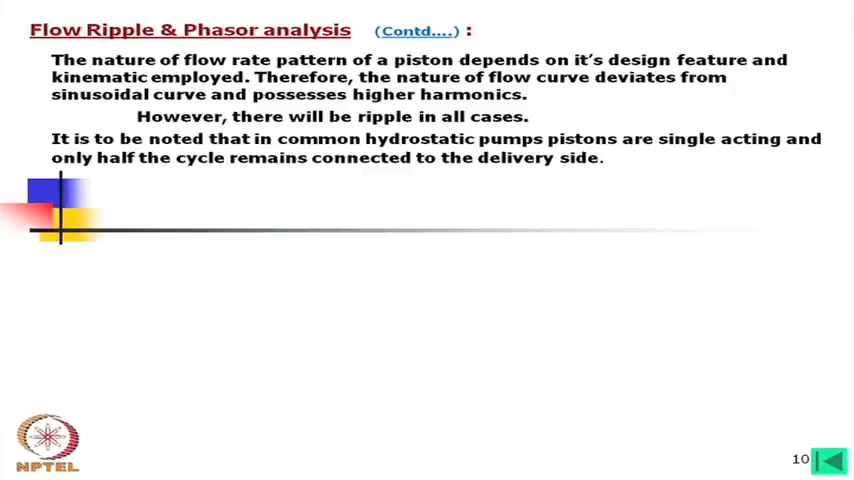 Flow Ripple & Phasor analysis (Contd....) :
The nature of flow rate pattern of a piston depends on it's design feature and
kinematic employed. Therefore, the nature of flow curve deviates from
sinusoidal curve and possesses higher harmonics.
However, there will be ripple in all cases.
It is to be noted that in common hydrostatic pumps pistons are single acting and
only half the cycle remains connected to the delivery side.
NPTEL
10